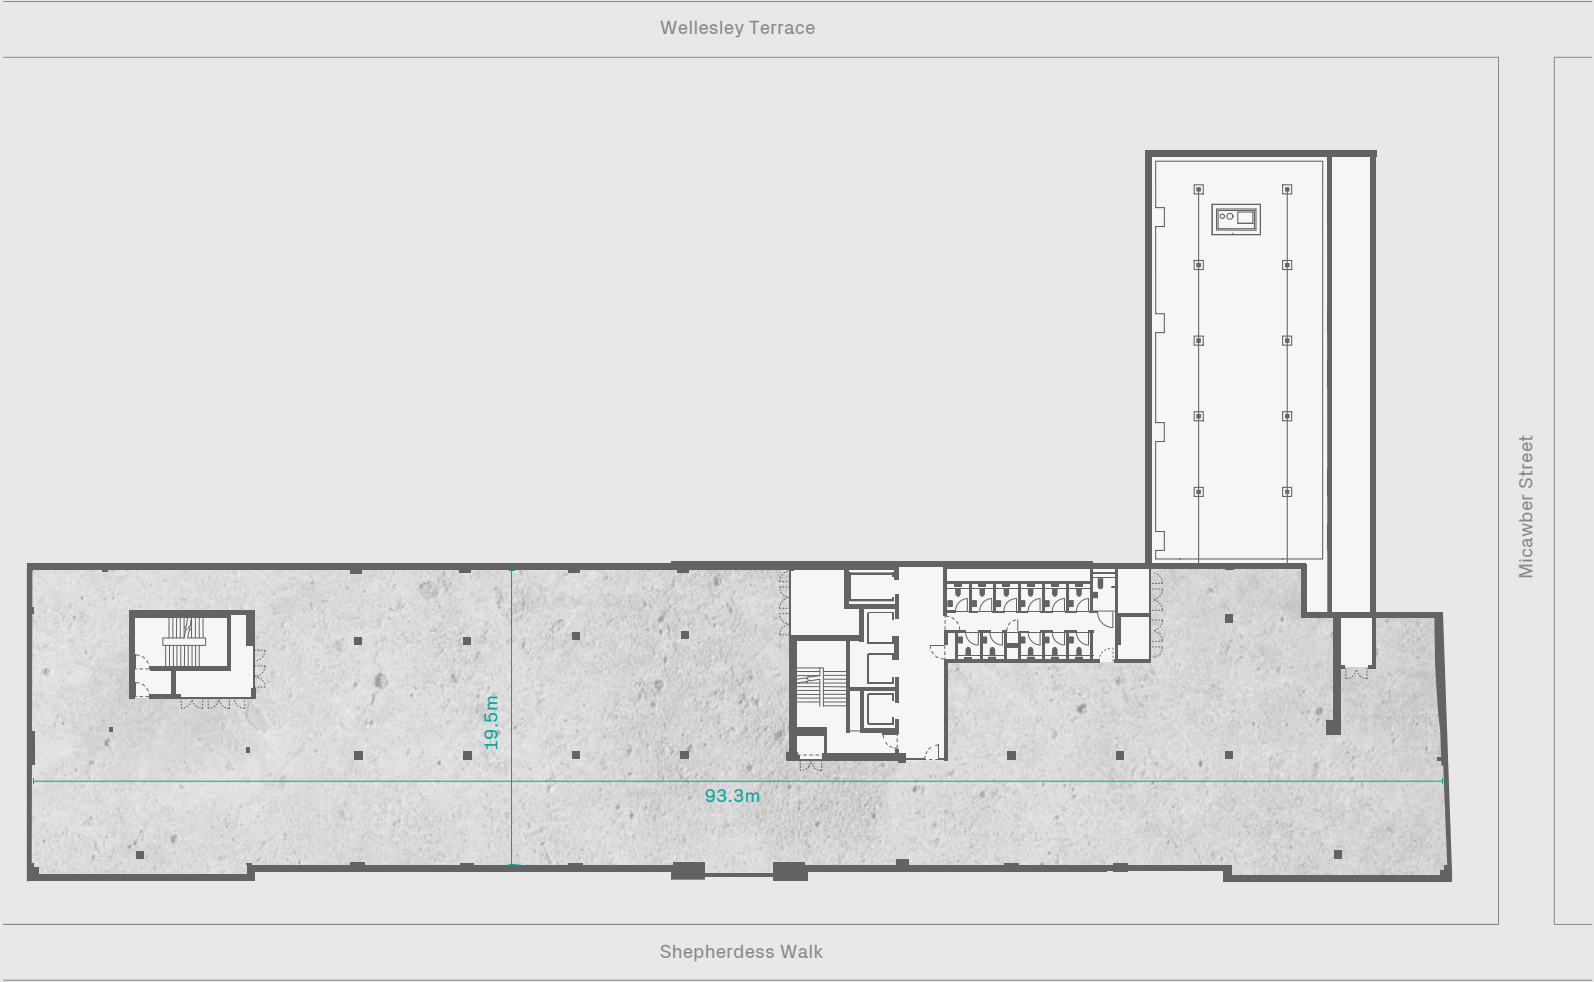 Wellesley Terrace
Micawber Street
19.5m
93.3m
Shepherdess Walk